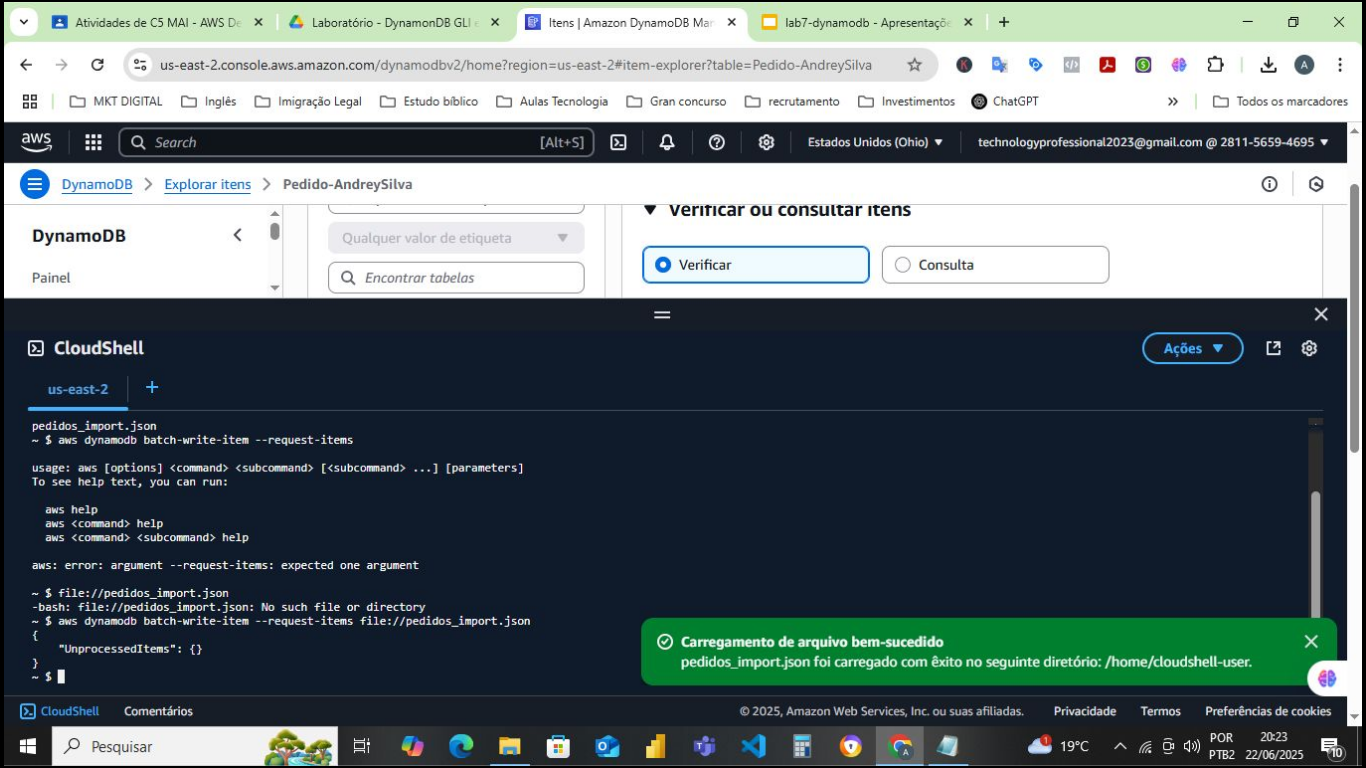 Atividades de C5 MAI - AWS De
Laboratório - DynamonDB GLI e
Itens | Amazon DynamoDB Man
lab7-dynamodb - Apresentaçõe
us-east-2.console.aws.amazon.com/dynamodbv2/home?region=us-east-2#item-explorer?table=Pedido-AndreySilva
A
MKT DIGITAL
Inglês
Imigração Legal
Estudo bíblico
Aulas Tecnologia
Gran concurso
recrutamento
Investimentos
ChatGPT
Todos os marcadores
aws
Search
[Alt+S]
Estados Unidos (Ohio)
technologyprofessional2023@gmail.com @ 2811-5659-4695
DynamoDB > Explorar itens > Pedido-AndreySilva
DynamoDB
Painel
Qualquer valor de etiqueta
Encontrar tabelas
Verificar ou consultar itens
Verificar
Consulta
CloudShell
Ações
us-east-2
pedidos_import.json
~ $ aws dynamodb batch-write-item --request-items
usage: aws [options] <command> <subcommand> [<subcommand> ...] [parameters]
To see help text, you can run:
aws help
aws <command> help
aws <command> <subcommand> help
aws: error: argument --request-items: expected one argument
~ $ file://pedidos_import.json
-bash: file://pedidos_import.json: No such file or directory
~ $ aws dynamodb batch-write-item --request-items file://pedidos_import.json
{
"UnprocessedItems": {}
}
~ $
Carregamento de arquivo bem-sucedido
pedidos_import.json foi carregado com êxito no seguinte diretório: /home/cloudshell-user.
CloudShell
Comentários
© 2025, Amazon Web Services, Inc. ou suas afiliadas.
Privacidade
Termos
Preferências de cookies
Pesquisar
19°C
POR
PTB2
20:23
22/06/2025
10